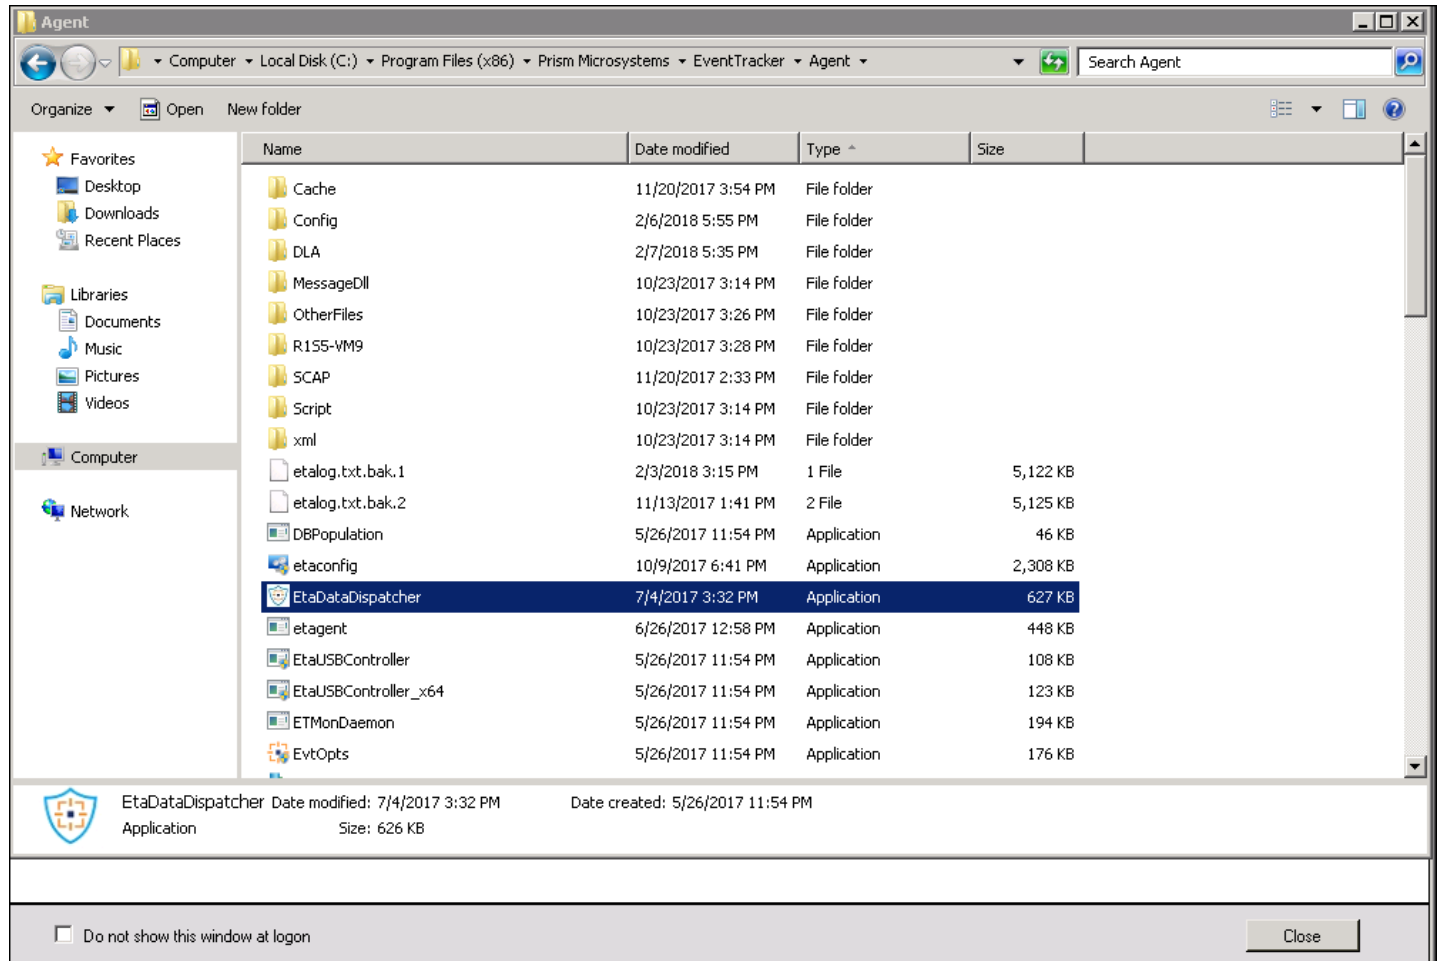 Agent
Computer Local Disk (C:) Program Files (x86) Prism Microsystems EventTracker Agent Search Agent
Organize Open New folder
Name Date modified Type Size
Favorites
Desktop
Downloads
Recent Places
Libraries
Documents
Music
Pictures
Videos
Computer
Network
Cache 11/20/2017 3:54 PM File folder
Config 2/6/2018 5:55 PM File folder
DLA 2/7/2018 5:35 PM File folder
MessageDll 10/23/2017 3:14 PM File folder
OtherFiles 10/23/2017 3:26 PM File folder
R1S5-VM9 10/23/2017 3:28 PM File folder
SCAP 11/20/2017 2:33 PM File folder
Script 10/23/2017 3:14 PM File folder
xml 10/23/2017 3:14 PM File folder
etalog.txt.bak.1 2/3/2018 3:15 PM 1 File 5,122 KB
etalog.txt.bak.2 11/13/2017 1:41 PM 2 File 5,125 KB
DBPopulation 5/26/2017 11:54 PM Application 46 KB
etaconfig 10/9/2017 6:41 PM Application 2,308 KB
EtaDataDispatcher 7/4/2017 3:32 PM Application 627 KB
etagent 6/26/2017 12:58 PM Application 448 KB
EtaUSBController 5/26/2017 11:54 PM Application 108 KB
EtaUSBController_x64 5/26/2017 11:54 PM Application 123 KB
ETMonDaemon 5/26/2017 11:54 PM Application 194 KB
EvtOpts 5/26/2017 11:54 PM Application 176 KB
EtaDataDispatcher Date modified: 7/4/2017 3:32 PM Date created: 5/26/2017 11:54 PM
Application Size: 626 KB
Do not show this window at logon Close